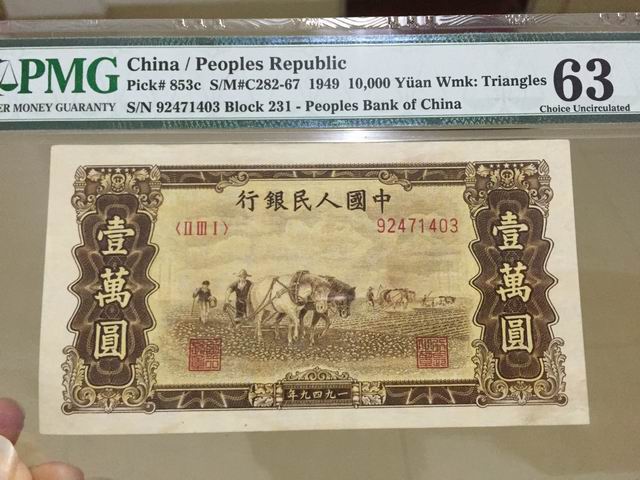 PMG
ER MONEY GUARANTY
China / Peoples Republic
Pick# 853c S/M#C282-67 1949 10,000 Yüan Wmk: Triangles
S/N 92471403 Block 231 - Peoples Bank of China
63
Choice Uncirculated
行銀民人國中
〈II III I〉
92471403
壹萬圓
壹萬圓
年九四九一